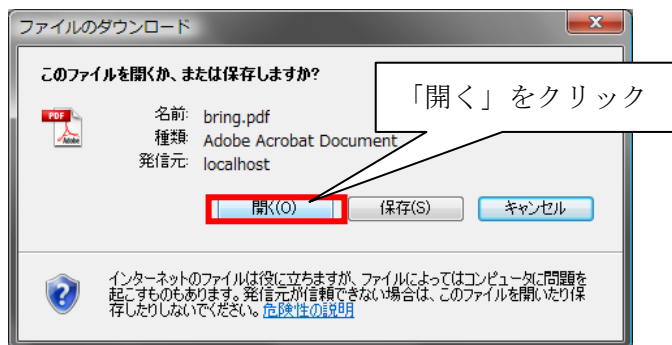 ファイルのダウンロード
このファイルを開くか、または保存しますか?
「開く」をクリック
PDF
Adobe
名前: bring.pdf
種類: Adobe Acrobat Document
発信元: localhost
開く(O)
保存(S)
キャンセル
インターネットのファイルは役に立ちますが、ファイルによってはコンピュータに問題を
起こすものもあります。発信元が信頼できない場合は、このファイルを開いたり保
存したりしないでください。危険性の説明